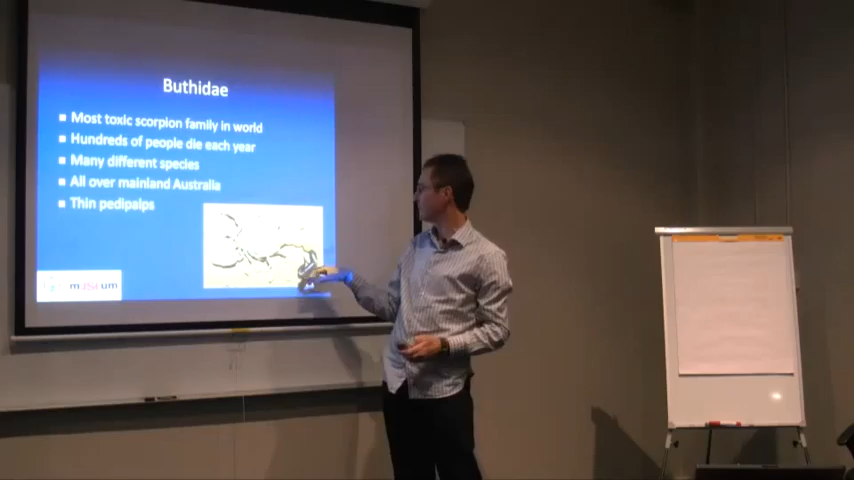 Buthidae
Most toxic scorpion family in world
Hundreds of people die each year
Many different species
All over mainland Australia
Thin pedipalps